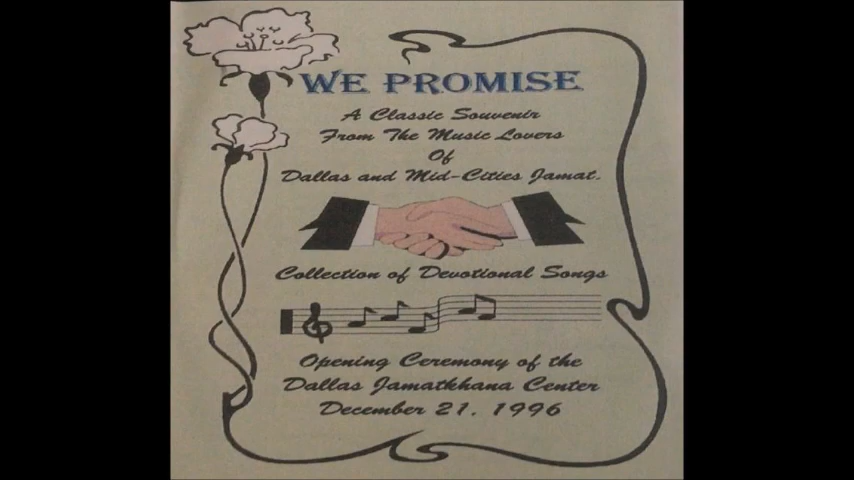 WE PROMISE
A Classic Souvenir
From The Music Lovers
Of
Dallas and Mid-Cities Jamat.
Collection of Devotional Songs
Opening Ceremony of the
Dallas Jamatkhana Center
December 21, 1996